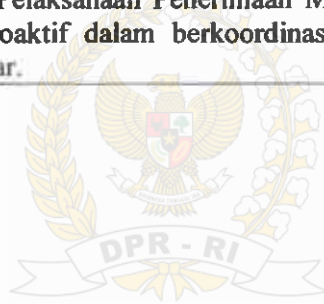 Pelaksanaan Penerimaan M
oaktif dalam berkoordinas
ar.
DPR - RI